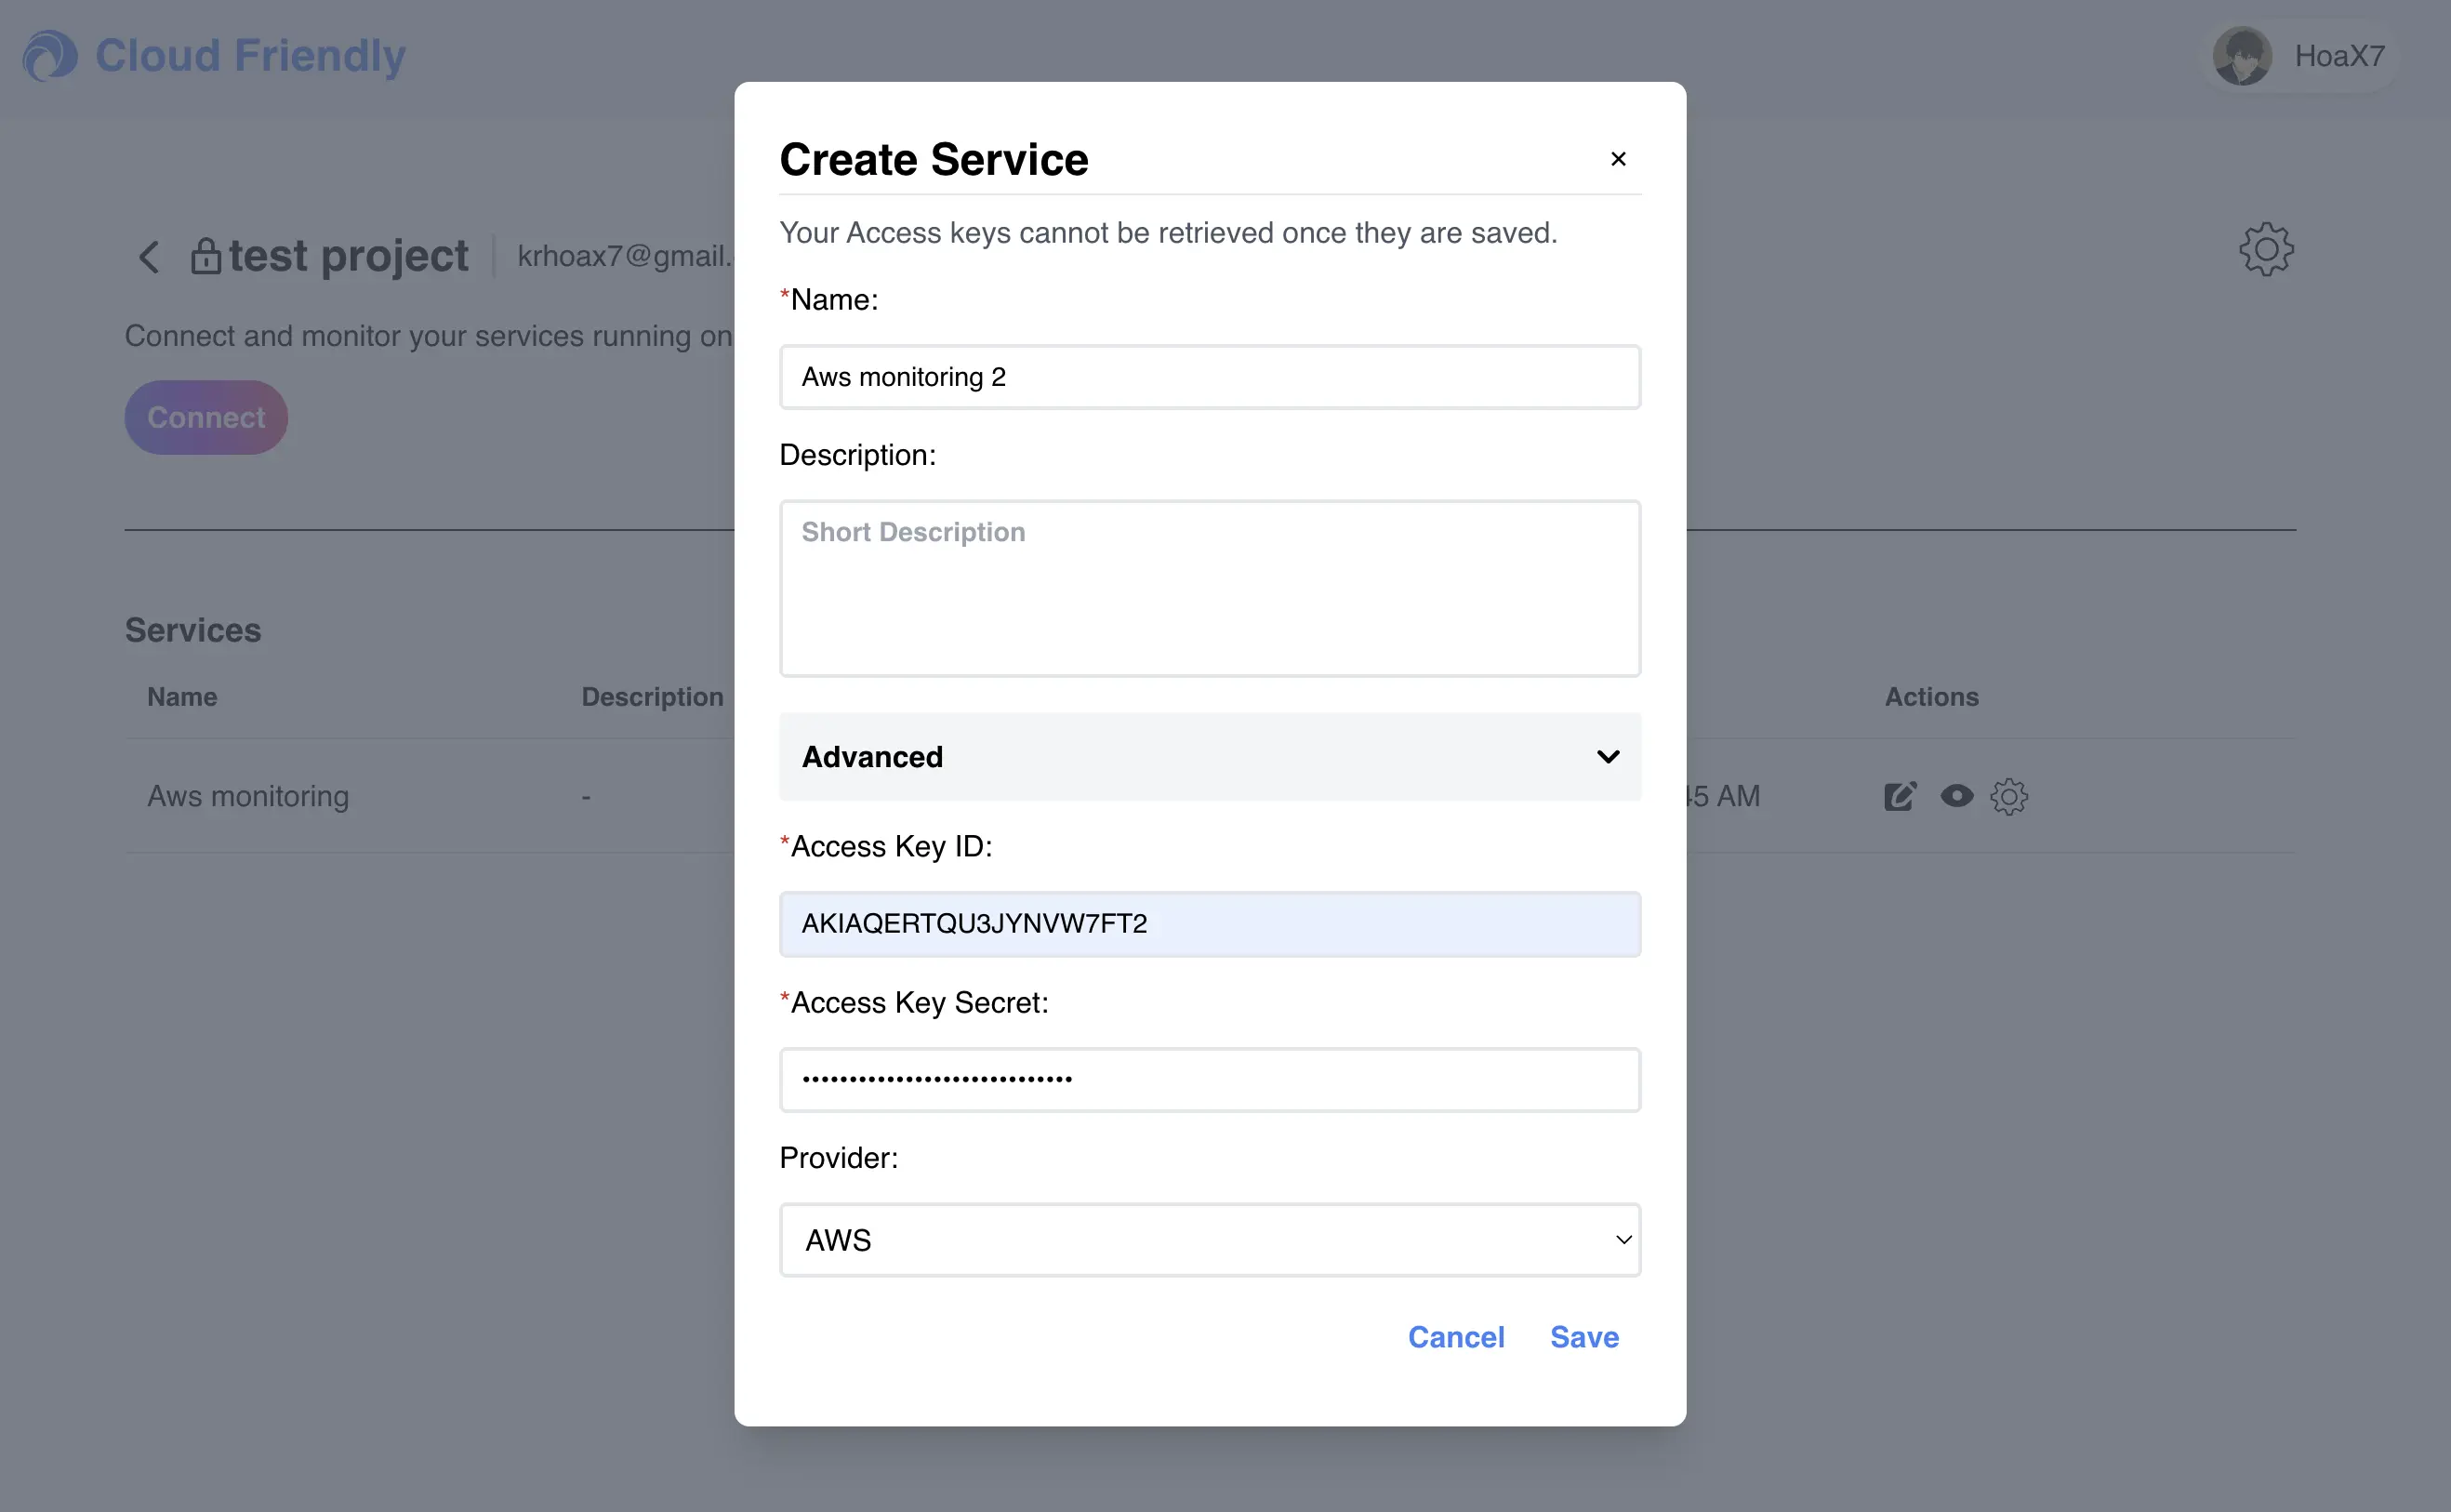 Cloud Friendly
HoaX7
Create Service
×
Your Access keys cannot be retrieved once they are saved.
test project
krhoax7@gmail.
*Name:
Connect and monitor your services running on
Aws monitoring 2
Connect
Description:
Short Description
Services
Name Description Actions
Advanced
Aws monitoring - 45 AM
*Access Key ID:
AKIAQERTQU3JYNVW7FT2
*Access Key Secret:
•••••••••••••••••••••••••••••
Provider:
AWS
Cancel Save